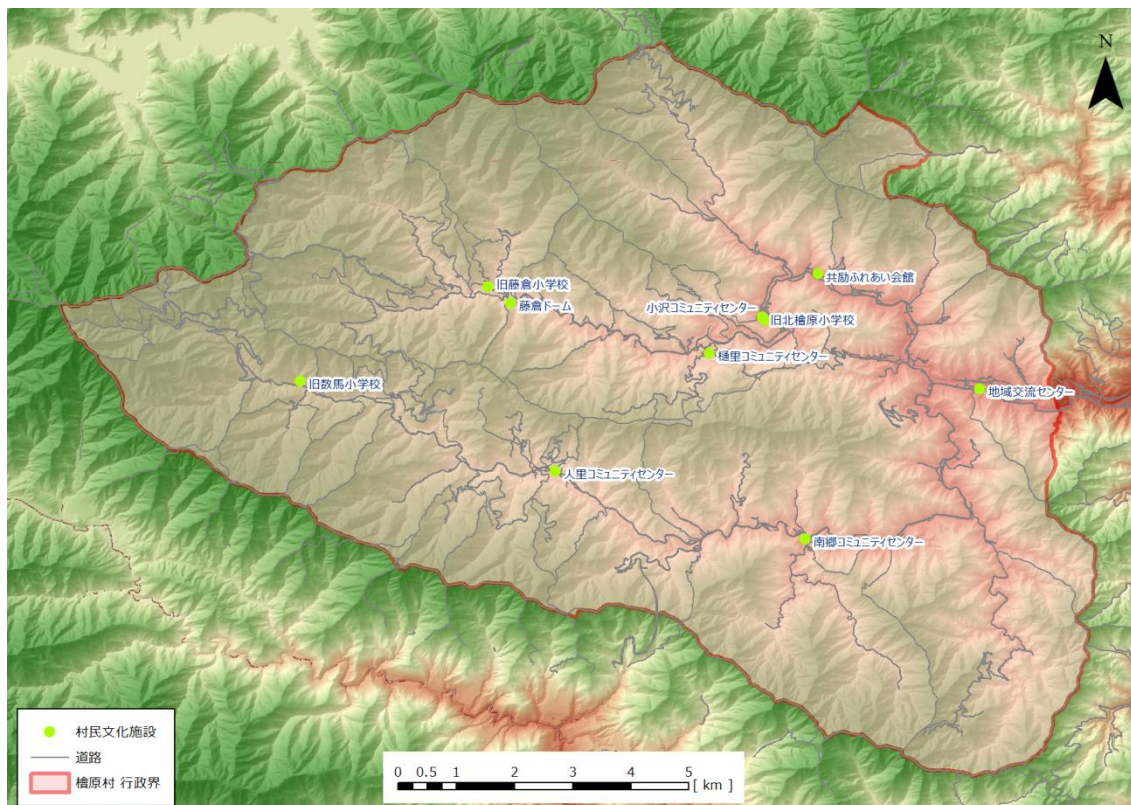 N
共励ふれあい会館
旧藤倉小学校
藤倉ドーム
小沢コミュニティセンター
旧北檜原小学校
樋里コミュニティセンター
旧数馬小学校
地域交流センター
人里コミュニティセンター
南郷コミュニティセンター
村民文化施設
道路
檜原村 行政界
0 0.5 1 2 3 4 5
[ km ]